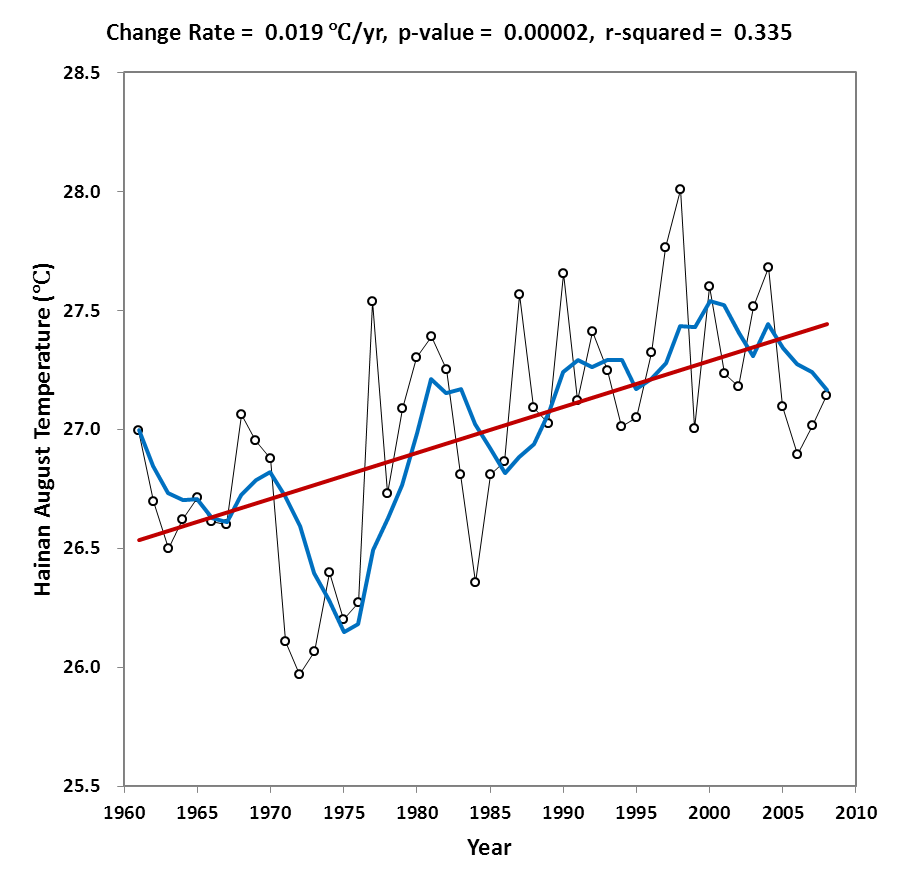 Change Rate = 0.019 ℃/yr, p-value = 0.00002, r-squared = 0.335
28.5
28.0
27.5
27.0
26.5
26.0
25.5
Hainan August Temperature (℃)
1960 1965 1970 1975 1980 1985 1990 1995 2000 2005 2010
Year